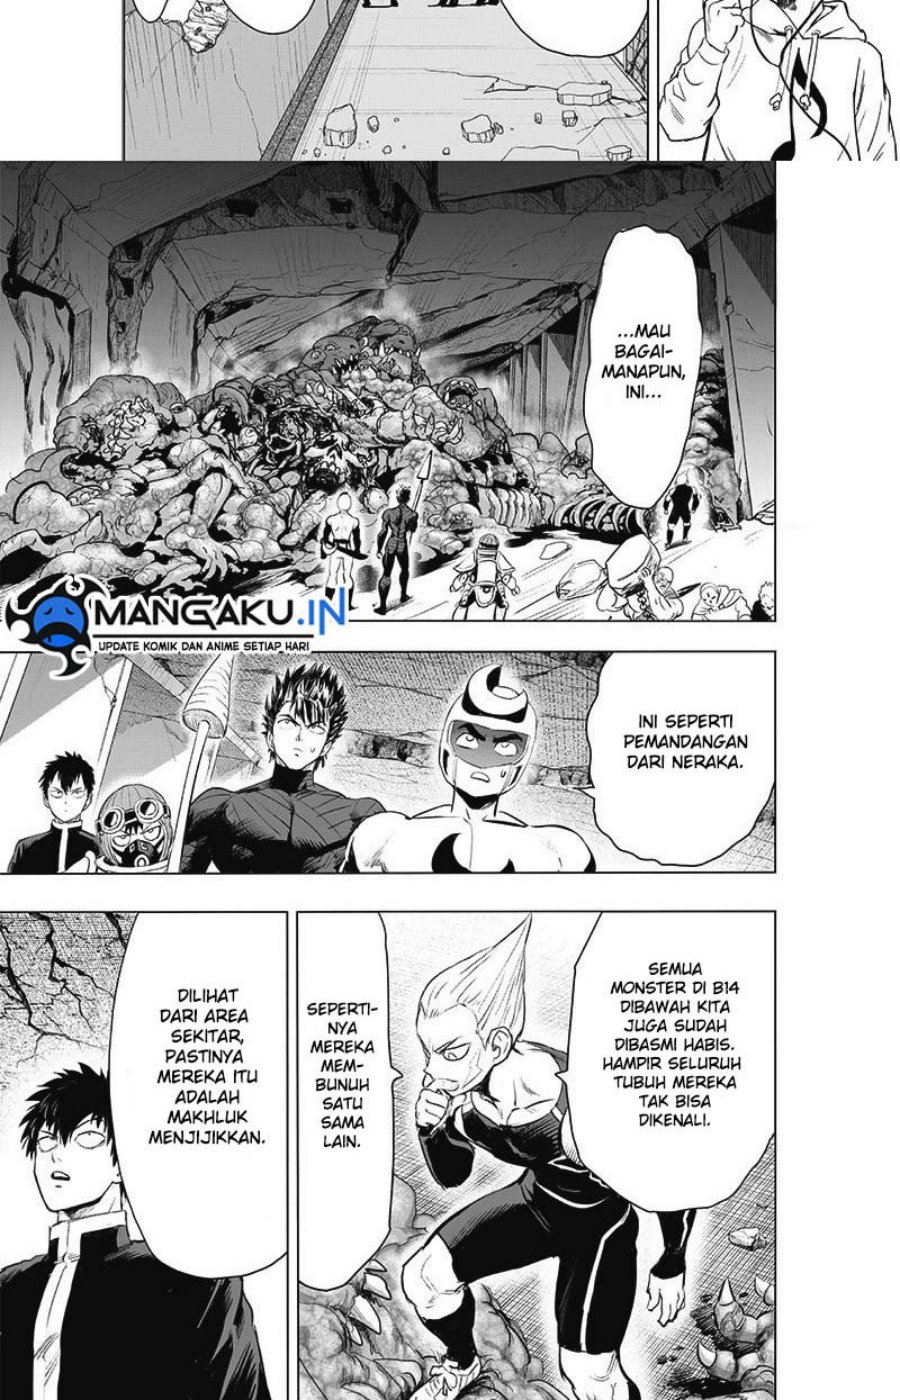 ...MAU
BAGAI-
MANAPUN,
INI...
MANGAKU.IN
UPDATE KOMIK DAN ANIME SETIAP HARI
INI SEPERTI
PEMANDANGAN
DARI NERAKA.
SEMUA
MONSTER DI B14
DIBAWAH KITA
JUGA SUDAH
DIBASMI HABIS.
HAMPIR SELURUH
TUBUH MEREKA
TAK BISA
DIKENALI.
SEPERTI-
NYA
MEREKA
MEM-
BUNUH
SATU
SAMA
LAIN.
DILIHAT
DARI AREA
SEKITAR,
PASTINYA
MEREKA ITU
ADALAH
MAKHLUK
MENJIJIKKAN.